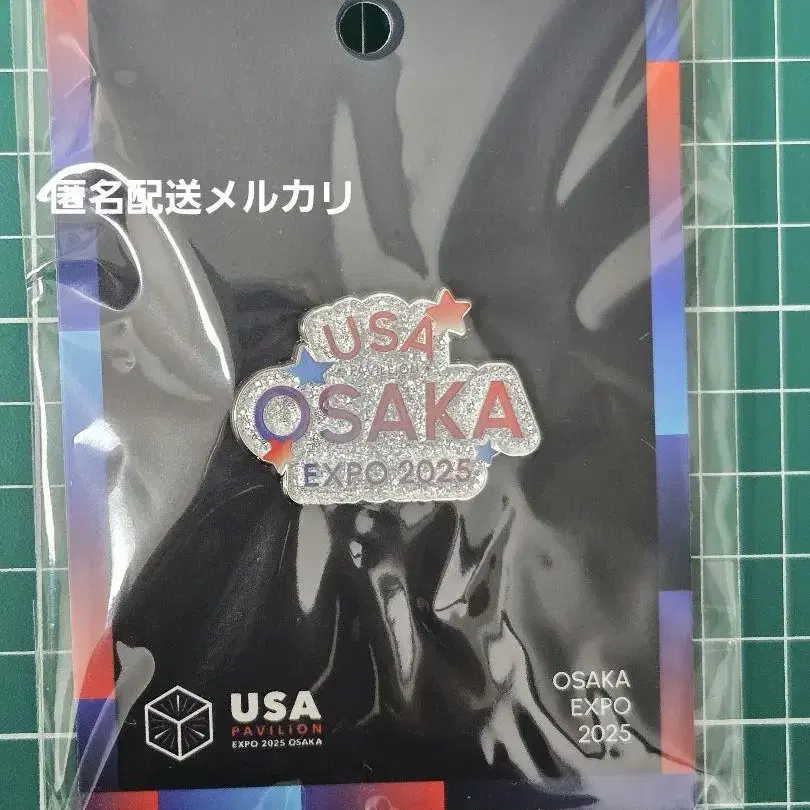 匿名配送メルカリ
USA
PAVILION
OSAKA
EXPO 2025
USA
PAVILION
EXPO 2025 OSAKA
OSAKA
EXPO
2025